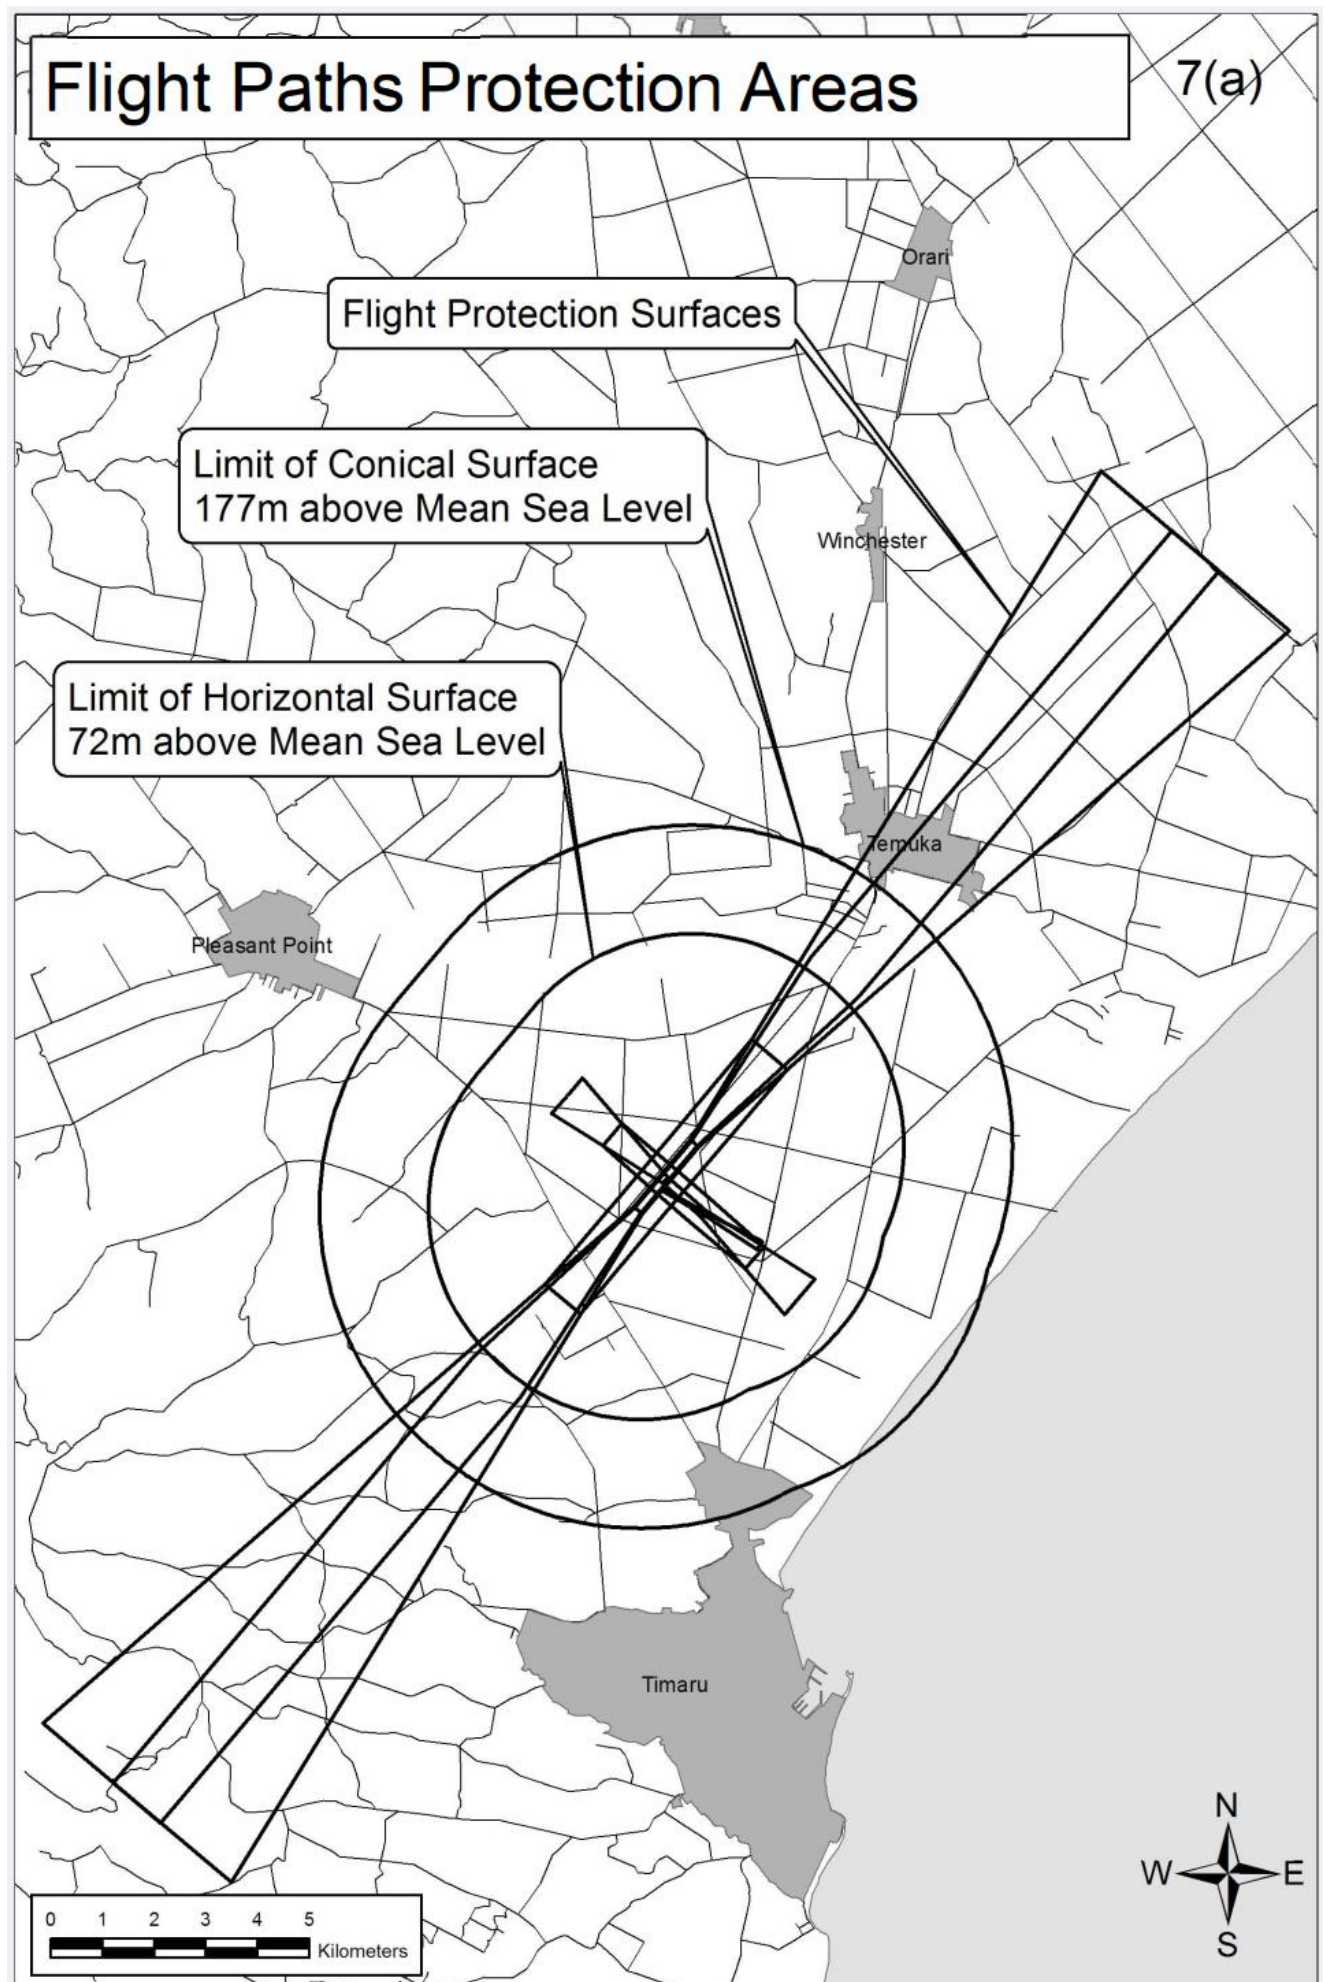 Flight Paths Protection Areas
7(a)
Orari
Flight Protection Surfaces
Limit of Conical Surface
177m above Mean Sea Level
Winchester
Limit of Horizontal Surface
72m above Mean Sea Level
Temuka
Pleasant Point
Timaru
N
W E
S
0 1 2 3 4 5
Kilometers